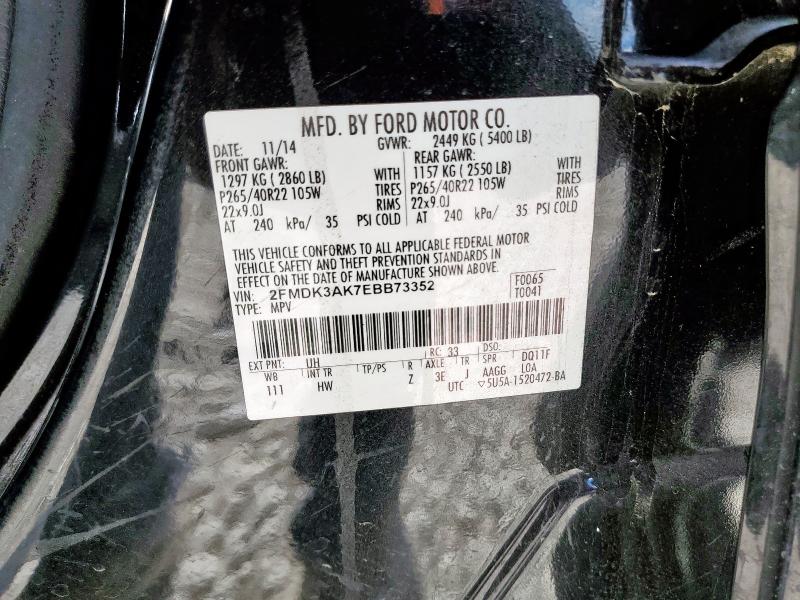 MFD. BY FORD MOTOR CO.
DATE: 11/14 GVWR: 2449 KG ( 5400 LB)
FRONT GAWR: REAR GAWR:
1297 KG ( 2860 LB) WITH 1157 KG ( 2550 LB) WITH
P265/40R22 105W TIRES P265/40R22 105W TIRES
22x9.0J RIMS 22x9.0J RIMS
AT 240 kPa/ 35 PSI COLD AT 240 kPa/ 35 PSI COLD
THIS VEHICLE CONFORMS TO ALL APPLICABLE FEDERAL MOTOR
VEHICLE SAFETY AND THEFT PREVENTION STANDARDS IN
EFFECT ON THE DATE OF MANUFACTURE SHOWN ABOVE.
VIN: 2FMDK3AK7EBB73352 F0065
TYPE: MPV T0041
EXT PNT: UH RC: 33 DSO:
WB INT TR TP/PS R AXLE TR SPR DQ11F
111 HW Z 3E J AAGG LOA
UTC ▽5U5A-1520472-BA